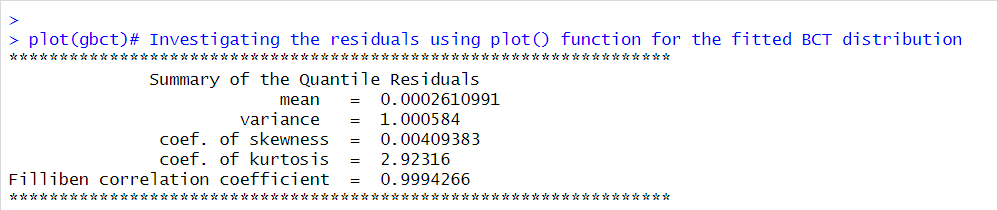 >
> plot(gbct)# Investigating the residuals using plot() function for the fitted BCT distribution
******************************************************************
Summary of the Quantile Residuals
mean   =  0.0002610991
variance   =  1.000584
coef. of skewness  =  0.00409383
coef. of kurtosis  =  2.92316
Filliben correlation coefficient  =  0.9994266
******************************************************************